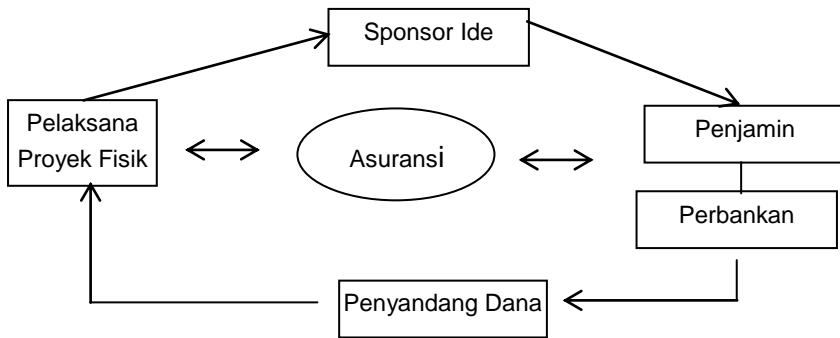 Sponsor Ide
Pelaksana
Proyek Fisik
Asuransi
Penjamin
Perbankan
Penyandang Dana